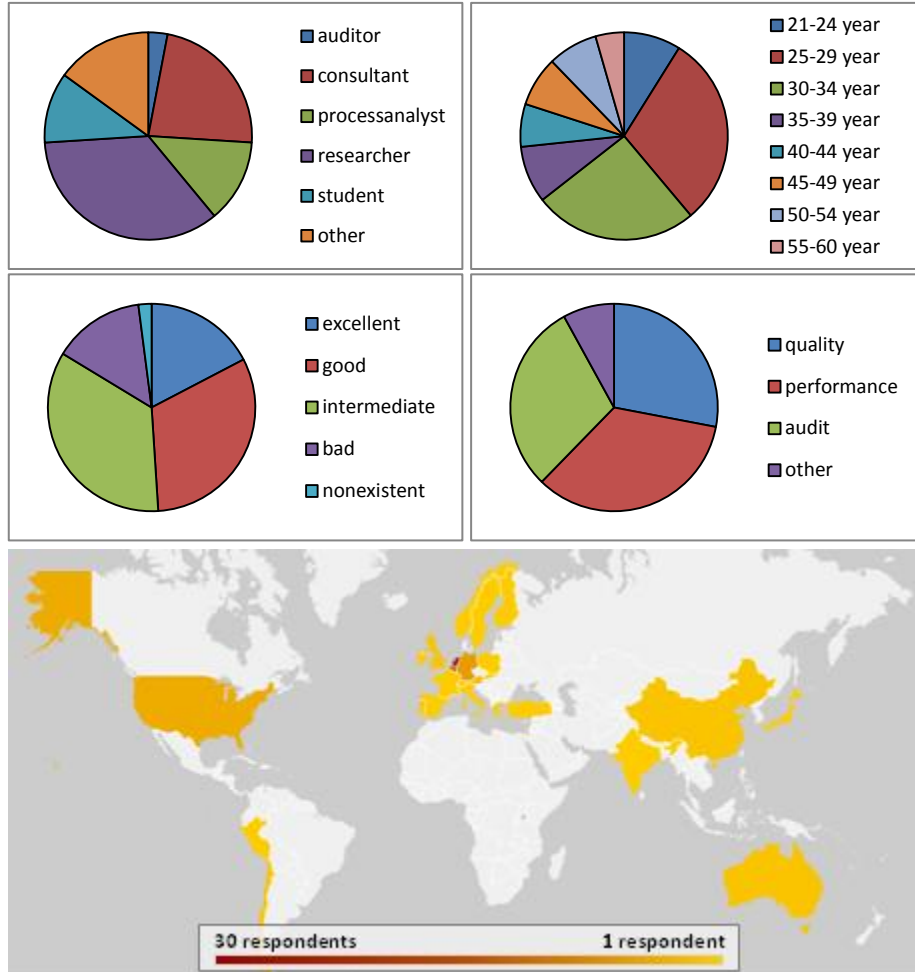 auditor
consultant
processanalyst
researcher
student
other
21-24 year
25-29 year
30-34 year
35-39 year
40-44 year
45-49 year
50-54 year
55-60 year
excellent
good
intermediate
bad
nonexistent
quality
performance
audit
other
30 respondents 1 respondent